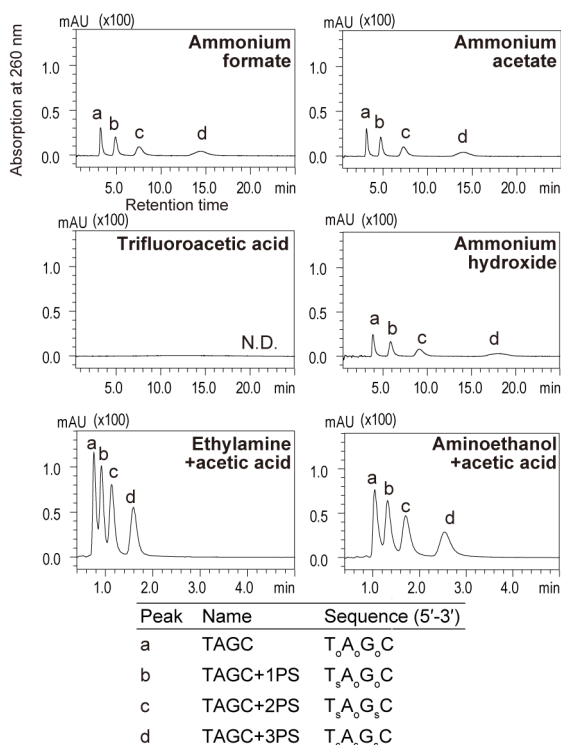 mAU (x100)
Ammonium
formate
Absorption at 260 nm
1.0
0.5
0.0
a
b
c
d
5.0 10.0 15.0 20.0 min
Retention time
mAU (x100)
Ammonium
acetate
1.0
0.5
0.0
a
b
c
d
5.0 10.0 15.0 20.0 min
mAU (x100)
Trifluoroacetic acid
1.0
0.5
0.0
N.D.
5.0 10.0 15.0 20.0 min
mAU (x100)
Ammonium
hydroxide
1.0
0.5
0.0
a
b
c
d
5.0 10.0 15.0 20.0 min
mAU (x100)
Ethylamine
+acetic acid
1.0
0.5
0.0
a
b
c
d
1.0 2.0 3.0 4.0 min
mAU (x100)
Aminoethanol
+acetic acid
1.0
0.5
0.0
a
b
c
d
1.0 2.0 3.0 4.0 min
Peak Name Sequence (5′-3′)
a TAGC TₒAₒGₒC
b TAGC+1PS TₛAₒGₒC
c TAGC+2PS TₛAₒGₛC
d TAGC+3PS TₛAₛGₛC